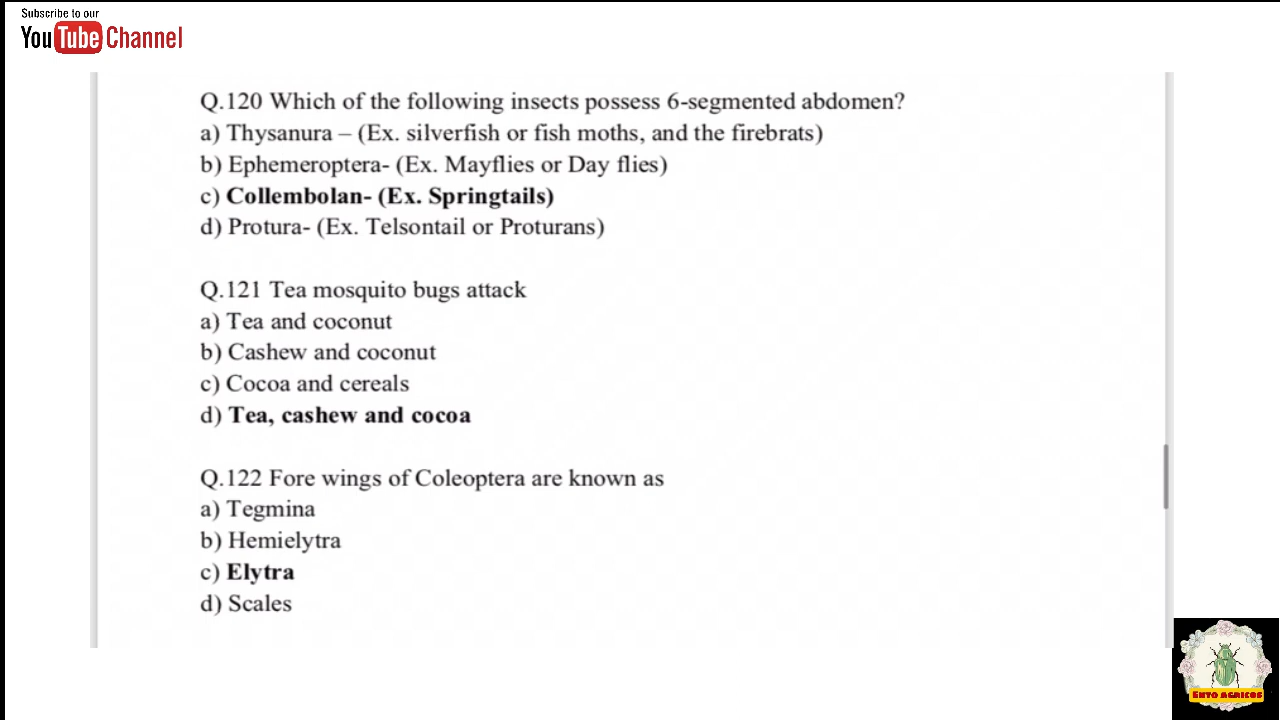 Subscribe to our
YouTube Channel
Q.120 Which of the following insects possess 6-segmented abdomen?
a) Thysanura – (Ex. silverfish or fish moths, and the firebrats)
b) Ephemeroptera- (Ex. Mayflies or Day flies)
c) Collembolan- (Ex. Springtails)
d) Protura- (Ex. Telsontail or Proturans)
Q.121 Tea mosquito bugs attack
a) Tea and coconut
b) Cashew and coconut
c) Cocoa and cereals
d) Tea, cashew and cocoa
Q.122 Fore wings of Coleoptera are known as
a) Tegmina
b) Hemielytra
c) Elytra
d) Scales
ENTO AGRICOS